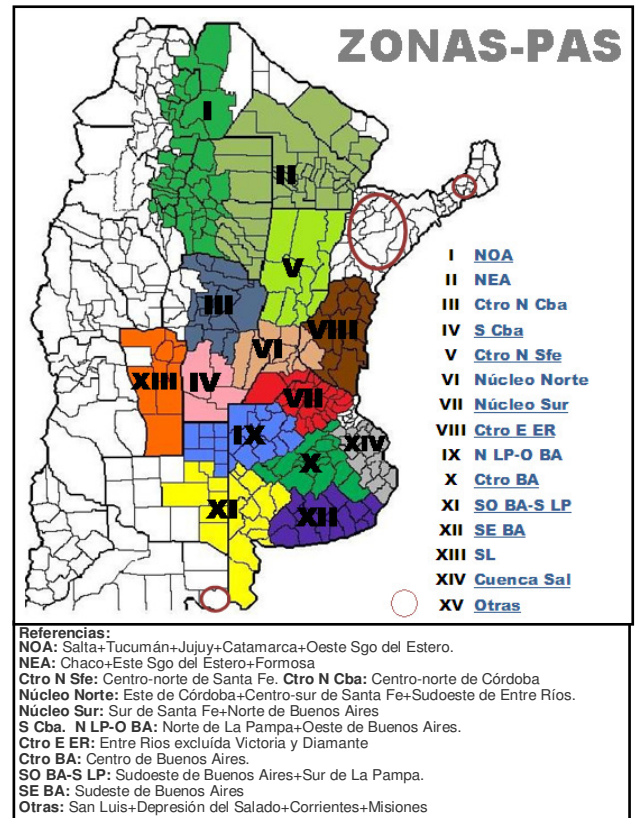 ZONAS-PAS
I
II
III
V
VI
VIII
XIII
IV
VII
IX
XIV
X
XI
XII
I NOA
II NEA
III Ctro N Cba
IV S Cba
V Ctro N Sfe
VI Núcleo Norte
VII Núcleo Sur
VIII Ctro E ER
IX N LP-O BA
X Ctro BA
XI SO BA-S LP
XII SE BA
XIII SL
XIV Cuenca Sal
XV Otras
Referencias:
NOA: Salta+Tucumán+Jujuy+Catamarca+Oeste Sgo del Estero.
NEA: Chaco+Este Sgo del Estero+Formosa
Ctro N Sfe: Centro-norte de Santa Fe. Ctro N Cba: Centro-norte de Córdoba
Núcleo Norte: Este de Córdoba+Centro-sur de Santa Fe+Sudoeste de Entre Ríos.
Núcleo Sur: Sur de Santa Fe+Norte de Buenos Aires
S Cba. N LP-O BA: Norte de La Pampa+Oeste de Buenos Aires.
Ctro E ER: Entre Rios excluída Victoria y Diamante
Ctro BA: Centro de Buenos Aires.
SO BA-S LP: Sudoeste de Buenos Aires+Sur de La Pampa.
SE BA: Sudeste de Buenos Aires
Otras: San Luis+Depresión del Salado+Corrientes+Misiones